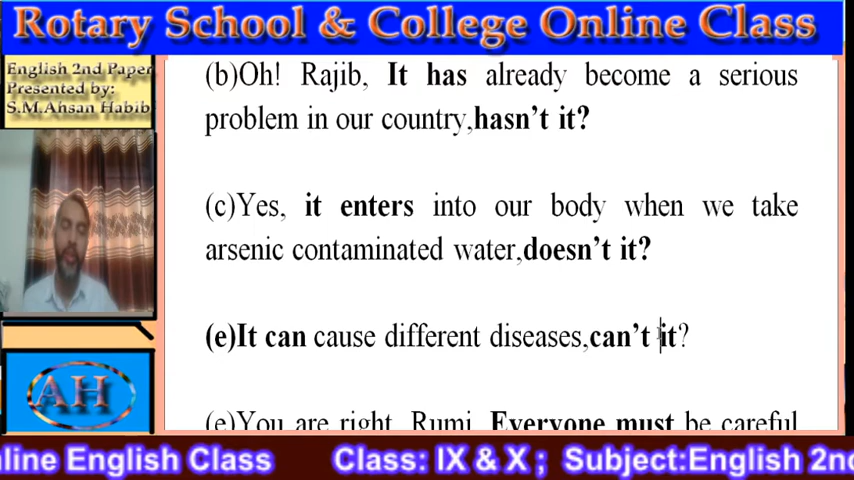 Rotary School & College Online Class
English 2nd Paper
Presented by:
S.M.Ahsan Habib
(b)Oh! Rajib, It has already become a serious
problem in our country,hasn't it?
(c)Yes, it enters into our body when we take
arsenic contaminated water,doesn't it?
(e)It can cause different diseases,can't it?
(e)You are right, Rumi, Everyone must be careful
AH
nline English Class Class: IX & X ; Subject:English 2nd